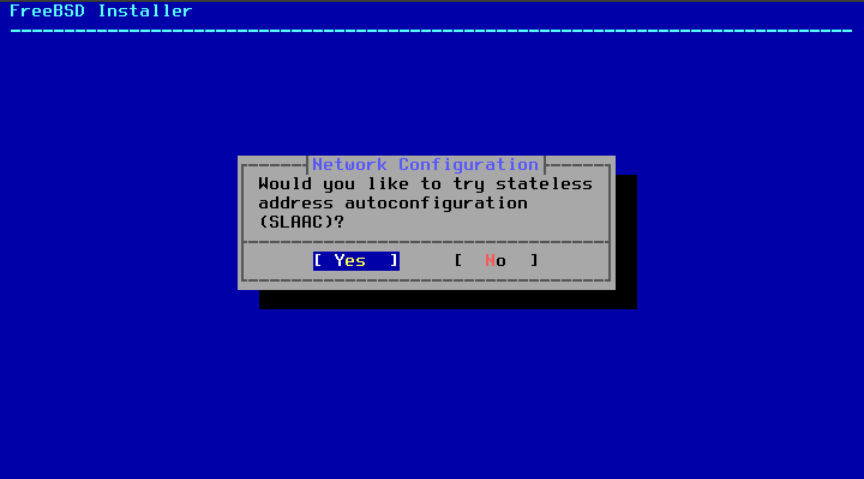 FreeBSD Installer
Network Configuration
Would you like to try stateless
address autoconfiguration
(SLAAC)?
[ Yes ] [ No ]